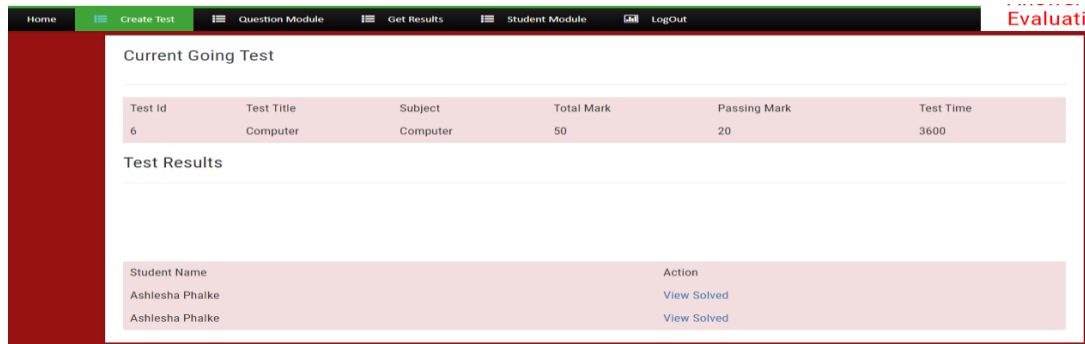 Home Create Test Question Module Get Results Student Module LogOut
Evaluati
Current Going Test
Test Id Test Title Subject Total Mark Passing Mark Test Time
6 Computer Computer 50 20 3600
Test Results
Student Name Action
Ashlesha Phalke View Solved
Ashlesha Phalke View Solved